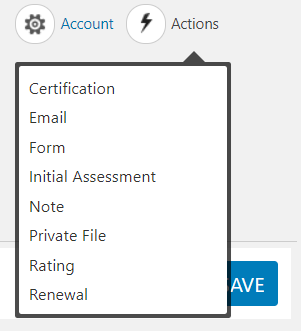 Account Actions
Certification
Email
Form
Initial Assessment
Note
Private File
Rating
AVE
Renewal